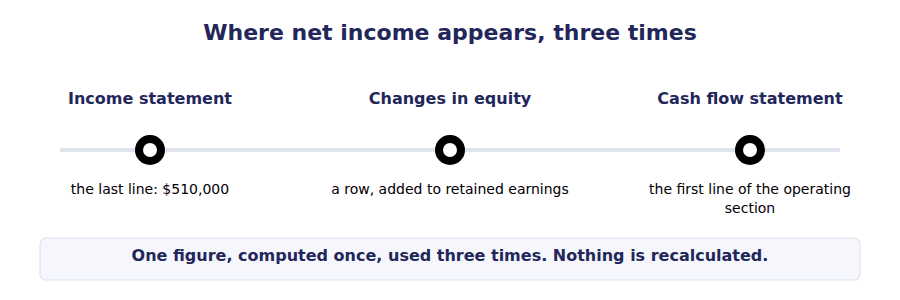 Where net income appears, three times
Income statement
Changes in equity
Cash flow statement
the last line: $510,000
a row, added to retained earnings
the first line of the operating
section
One figure, computed once, used three times. Nothing is recalculated.